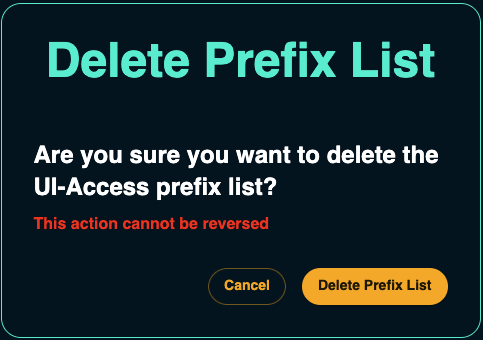 Delete Prefix List
Are you sure you want to delete the
UI-Access prefix list?
This action cannot be reversed
Cancel
Delete Prefix List